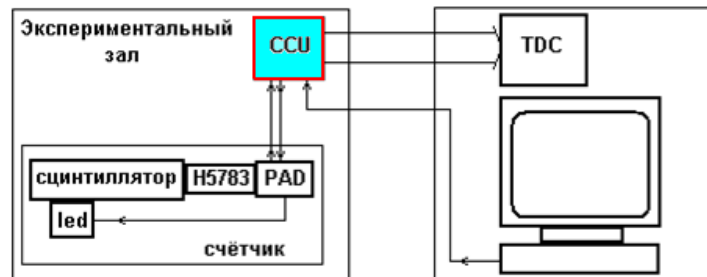 Экспериментальный
зал
CCU
TDC
сцинтиллятор
H5783
PAD
led
счётчик